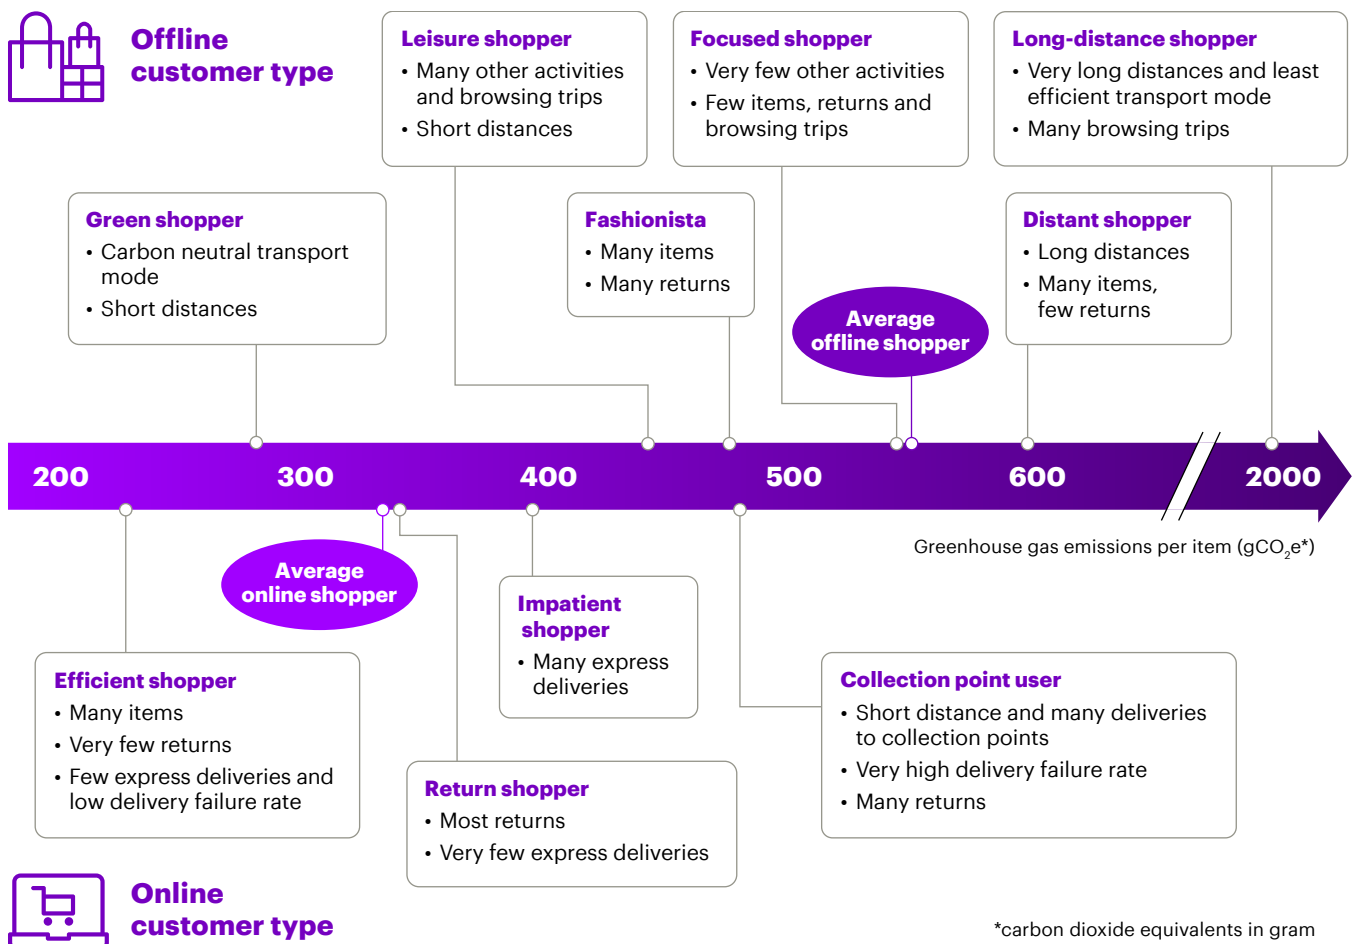 Offline
customer type
Leisure shopper
• Many other activities
and browsing trips
• Short distances
Focused shopper
• Very few other activities
• Few items, returns and
browsing trips
Long-distance shopper
• Very long distances and least
efficient transport mode
• Many browsing trips
Green shopper
• Carbon neutral transport
mode
• Short distances
Fashionista
• Many items
• Many returns
Average
offline shopper
Distant shopper
• Long distances
• Many items,
few returns
200 300 400 500 600 2000
Greenhouse gas emissions per item (gCO₂e*)
Average
online shopper
Efficient shopper
• Many items
• Very few returns
• Few express deliveries and
low delivery failure rate
Return shopper
• Most returns
• Very few express deliveries
Impatient
shopper
• Many express
deliveries
Collection point user
• Short distance and many deliveries
to collection points
• Very high delivery failure rate
• Many returns
Online
customer type
*carbon dioxide equivalents in gram